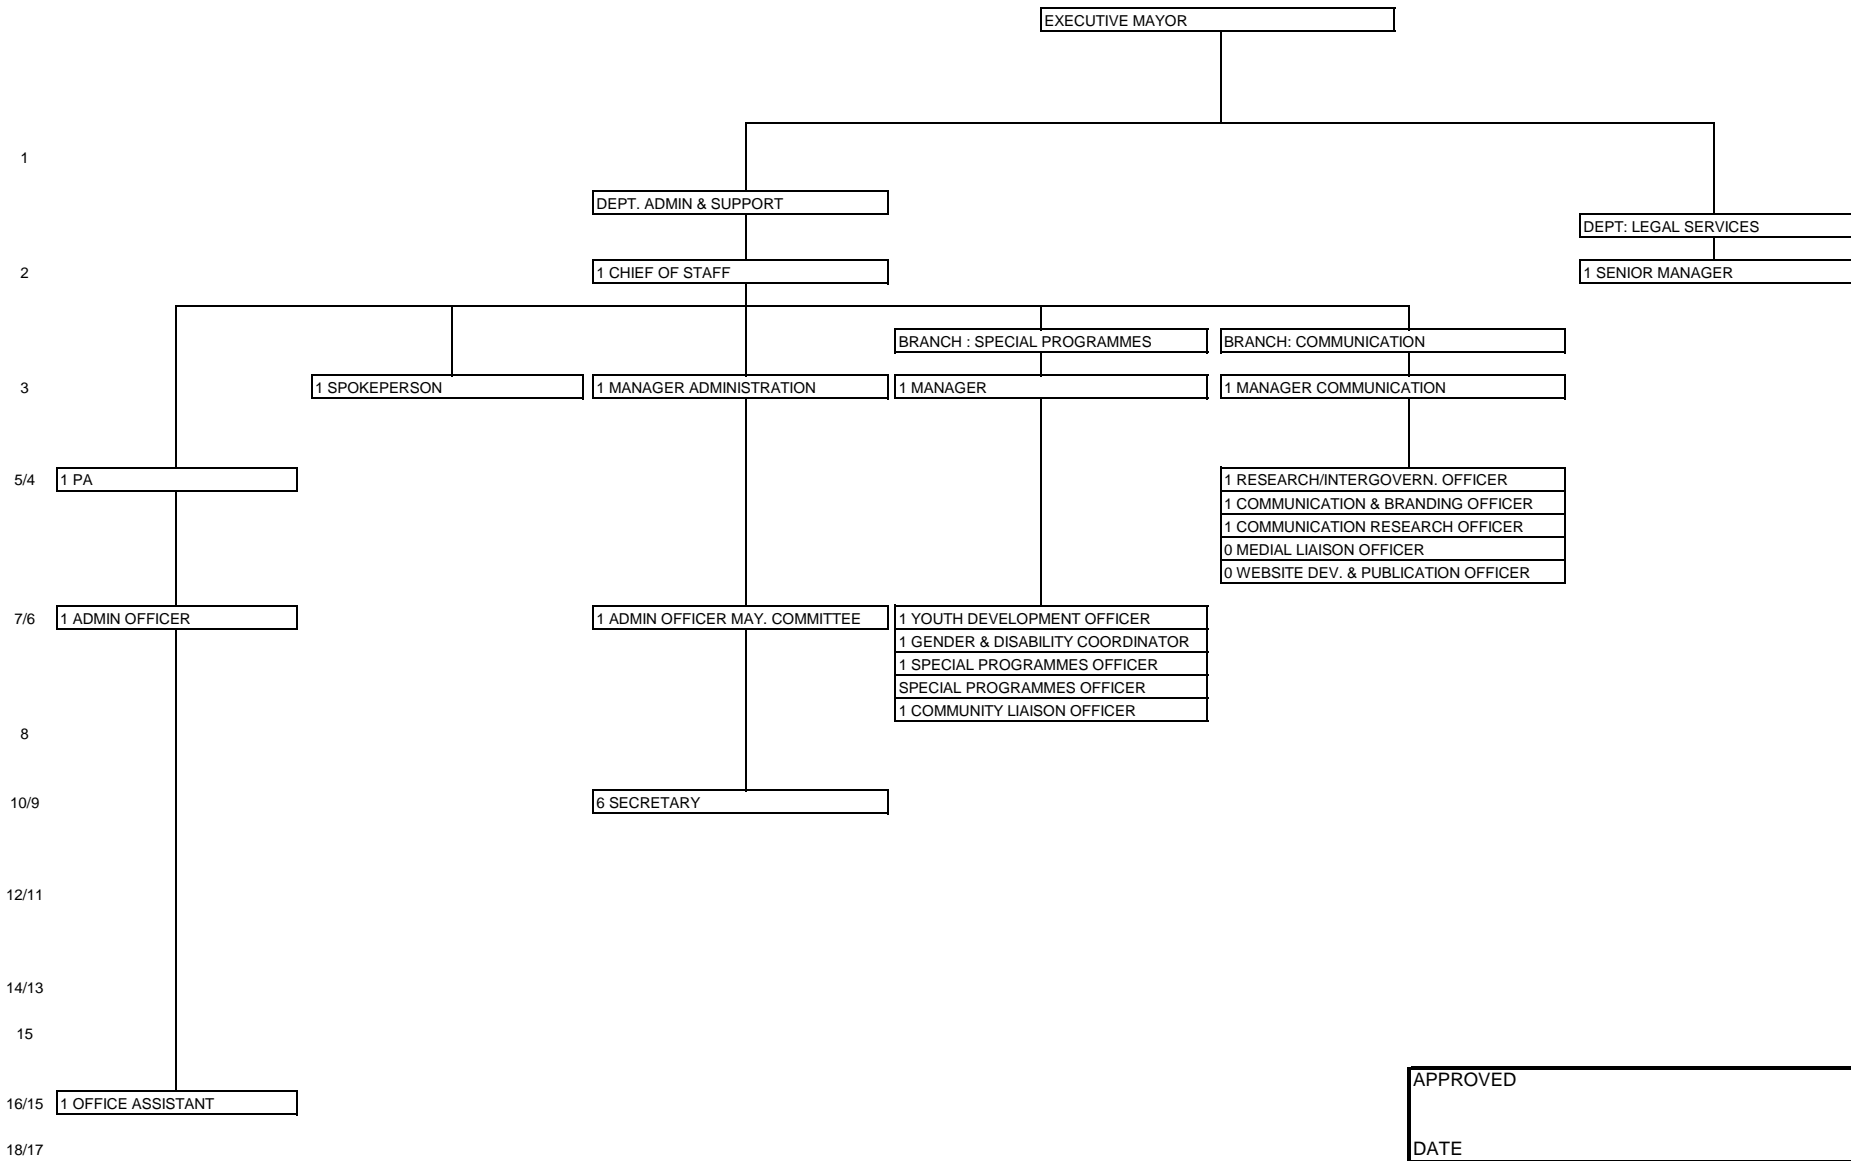 EXECUTIVE MAYOR
1
DEPT. ADMIN & SUPPORT
DEPT: LEGAL SERVICES
2
1 CHIEF OF STAFF
1 SENIOR MANAGER
BRANCH : SPECIAL PROGRAMMES
BRANCH: COMMUNICATION
3
1 SPOKEPERSON
1 MANAGER ADMINISTRATION
1 MANAGER
1 MANAGER COMMUNICATION
5/4
1 PA
1 RESEARCH/INTERGOVERN. OFFICER
1 COMMUNICATION & BRANDING OFFICER
1 COMMUNICATION RESEARCH OFFICER
0 MEDIAL LIAISON OFFICER
0 WEBSITE DEV. & PUBLICATION OFFICER
7/6
1 ADMIN OFFICER
1 ADMIN OFFICER MAY. COMMITTEE
1 YOUTH DEVELOPMENT OFFICER
1 GENDER & DISABILITY COORDINATOR
1 SPECIAL PROGRAMMES OFFICER
SPECIAL PROGRAMMES OFFICER
1 COMMUNITY LIAISON OFFICER
8
10/9
6 SECRETARY
12/11
14/13
15
16/15
1 OFFICE ASSISTANT
18/17
APPROVED
DATE